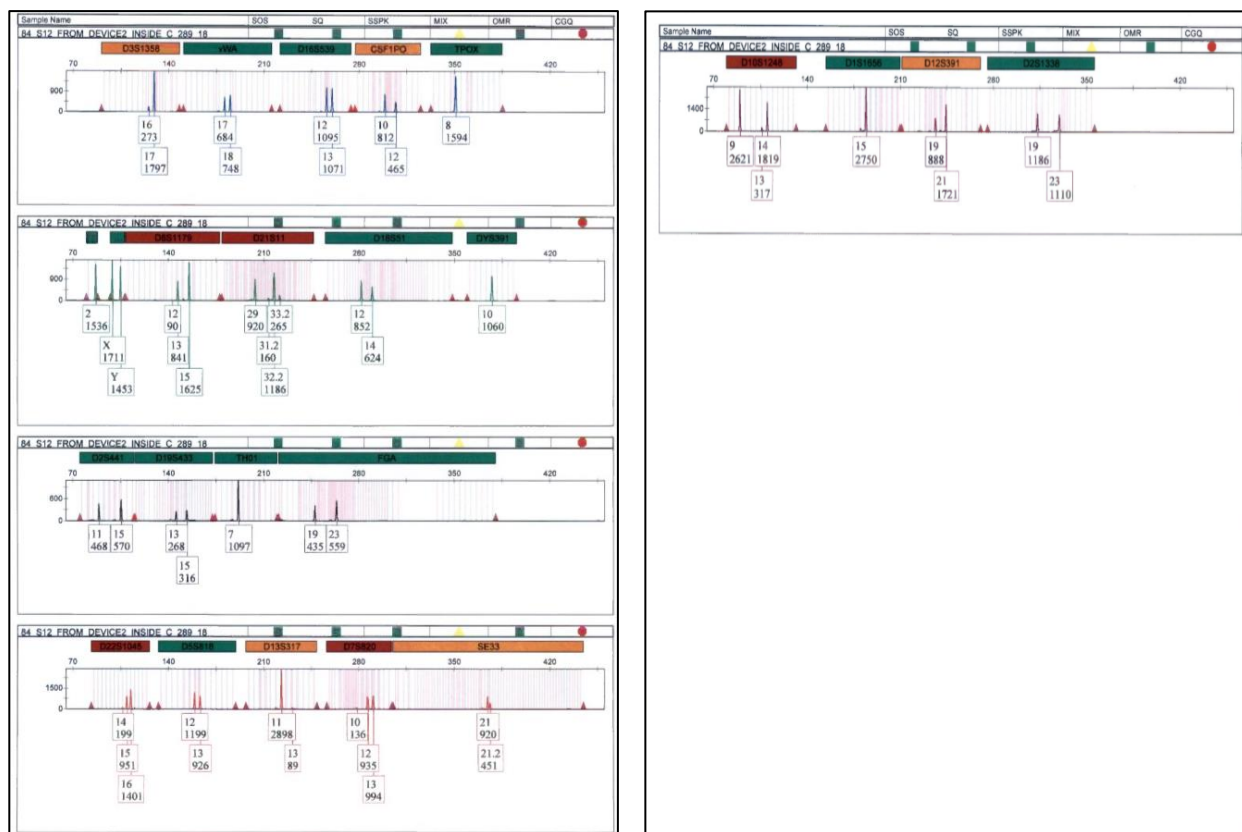 Sample Name SOS SQ SSPK MIX OMR CGQ
84_S12_FROM_DEVICE2_INSIDE_C_289_18
D3S1358 vWA D16S539 CSF1PO TPOX
70 140 210 280 350 420
900
0
16 17 12 10 8
273 684 1095 812 1594
17 18 13 12
1797 748 1071 465
84_S12_FROM_DEVICE2_INSIDE_C_289_18
D8S1179 D21S11 D18S51 DYS391
70 140 210 280 350 420
900
0
2 12 29 33.2 12 10
1536 90 920 265 852 1060
X 13 31.2 14
1711 841 160 624
Y 15 32.2
1453 1625 1186
84_S12_FROM_DEVICE2_INSIDE_C_289_18
D2S441 D19S433 TH01 FGA
70 140 210 280 350 420
600
0
11 15 13 7 19 23
468 570 268 1097 435 559
15
316
84_S12_FROM_DEVICE2_INSIDE_C_289_18
D22S1045 D5S818 D13S317 D7S820 SE33
70 140 210 280 350 420
1500
0
14 12 11 10 21
199 1199 2898 136 920
15 13 13 12 21.2
951 926 89 935 451
16 13
1401 994
Sample Name SOS SQ SSPK MIX OMR CGQ
84_S12_FROM_DEVICE2_INSIDE_C_289_18
D10S1248 D1S1656 D12S391 D2S1338
70 140 210 280 350 420
1400
0
9 14 15 19 19
2621 1819 2750 888 1186
13 21 23
317 1721 1110